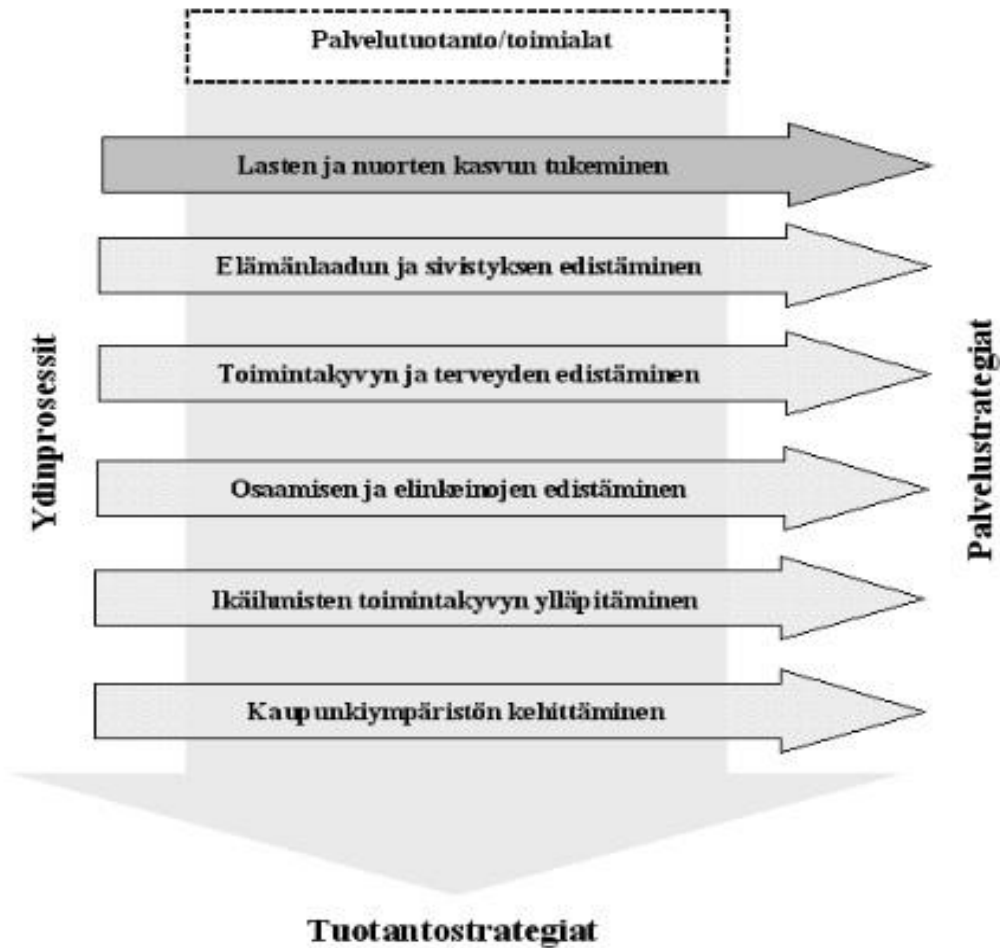 Palvelutuotanto/toimialat
Lasten ja nuorten kasvun tukeminen
Elämänlaadun ja sivistyksen edistäminen
Toimintakyvyn ja terveyden edistäminen
Osaamisen ja elinkeinojen edistäminen
Ikäihmisten toimintakyvyn ylläpitäminen
Kaupunkiympäristön kehittäminen
Ydinprosessit
Palvelustrategiat
Tuotantostrategiat